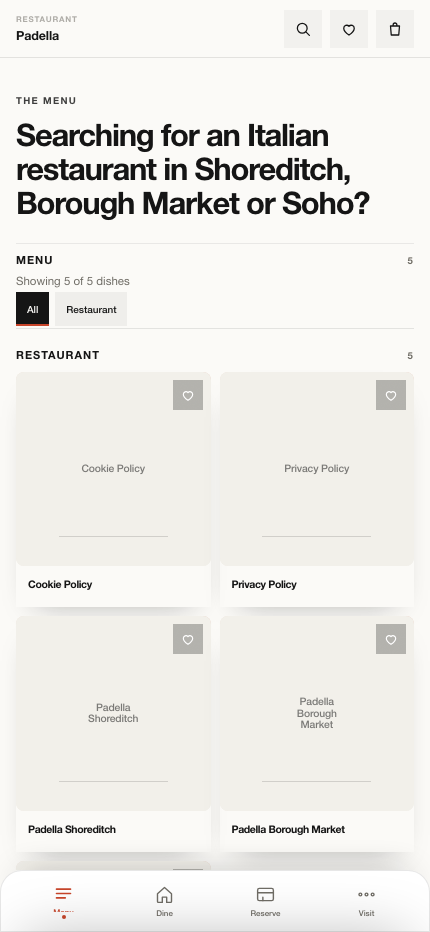 RESTAURANT
Padella
THE MENU
Searching for an Italian
restaurant in Shoreditch,
Borough Market or Soho?
MENU 5
Showing 5 of 5 dishes
All Restaurant
RESTAURANT 5
Cookie Policy Privacy Policy
Cookie Policy Privacy Policy
Padella
Shoreditch
Padella
Borough
Market
Padella Shoreditch Padella Borough Market
Dine Reserve Visit